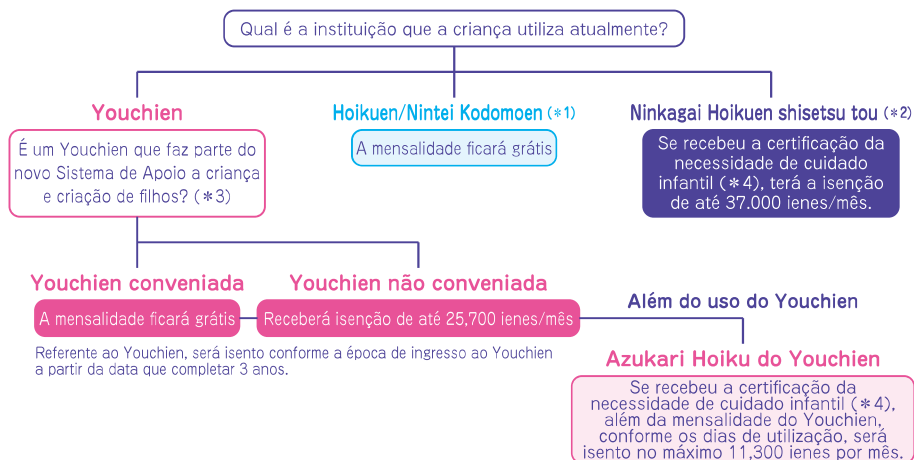 Qual é a instituição que a criança utiliza atualmente?
Youchien
É um Youchien que faz parte do
novo Sistema de Apoio a criança
e criação de filhos? (*3)
Hoikuen/Nintei Kodomoen (*1)
A mensalidade ficará grátis
Ninkagai Hoikuen shisetsu tou (*2)
Se recebeu a certificação da
necessidade de cuidado
infantil (*4), terá a isenção
de até 37.000 ienes/mês.
Youchien conveniada
A mensalidade ficará grátis
Youchien não conveniada
Receberá isenção de até 25,700 ienes/mês
Referente ao Youchien, será isento conforme a época de ingresso ao Youchien
a partir da data que completar 3 anos.
Além do uso do Youchien
Azukari Hoiku do Youchien
Se recebeu a certificação da
necessidade de cuidado infantil (*4),
além da mensalidade do Youchien,
conforme os dias de utilização, será
isento no máximo 11,300 ienes por mês.